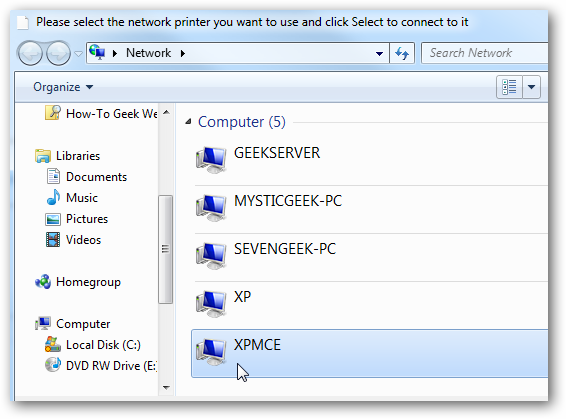 Please select the network printer you want to use and click Select to connect to it
Network
Search Network
Organize
How-To Geek We
Libraries
Documents
Music
Pictures
Videos
Homegroup
Computer
Local Disk (C:)
DVD RW Drive (E:
Computer (5)
GEEKSERVER
MYSTICGEEK-PC
SEVENGEEK-PC
XP
XPMCE